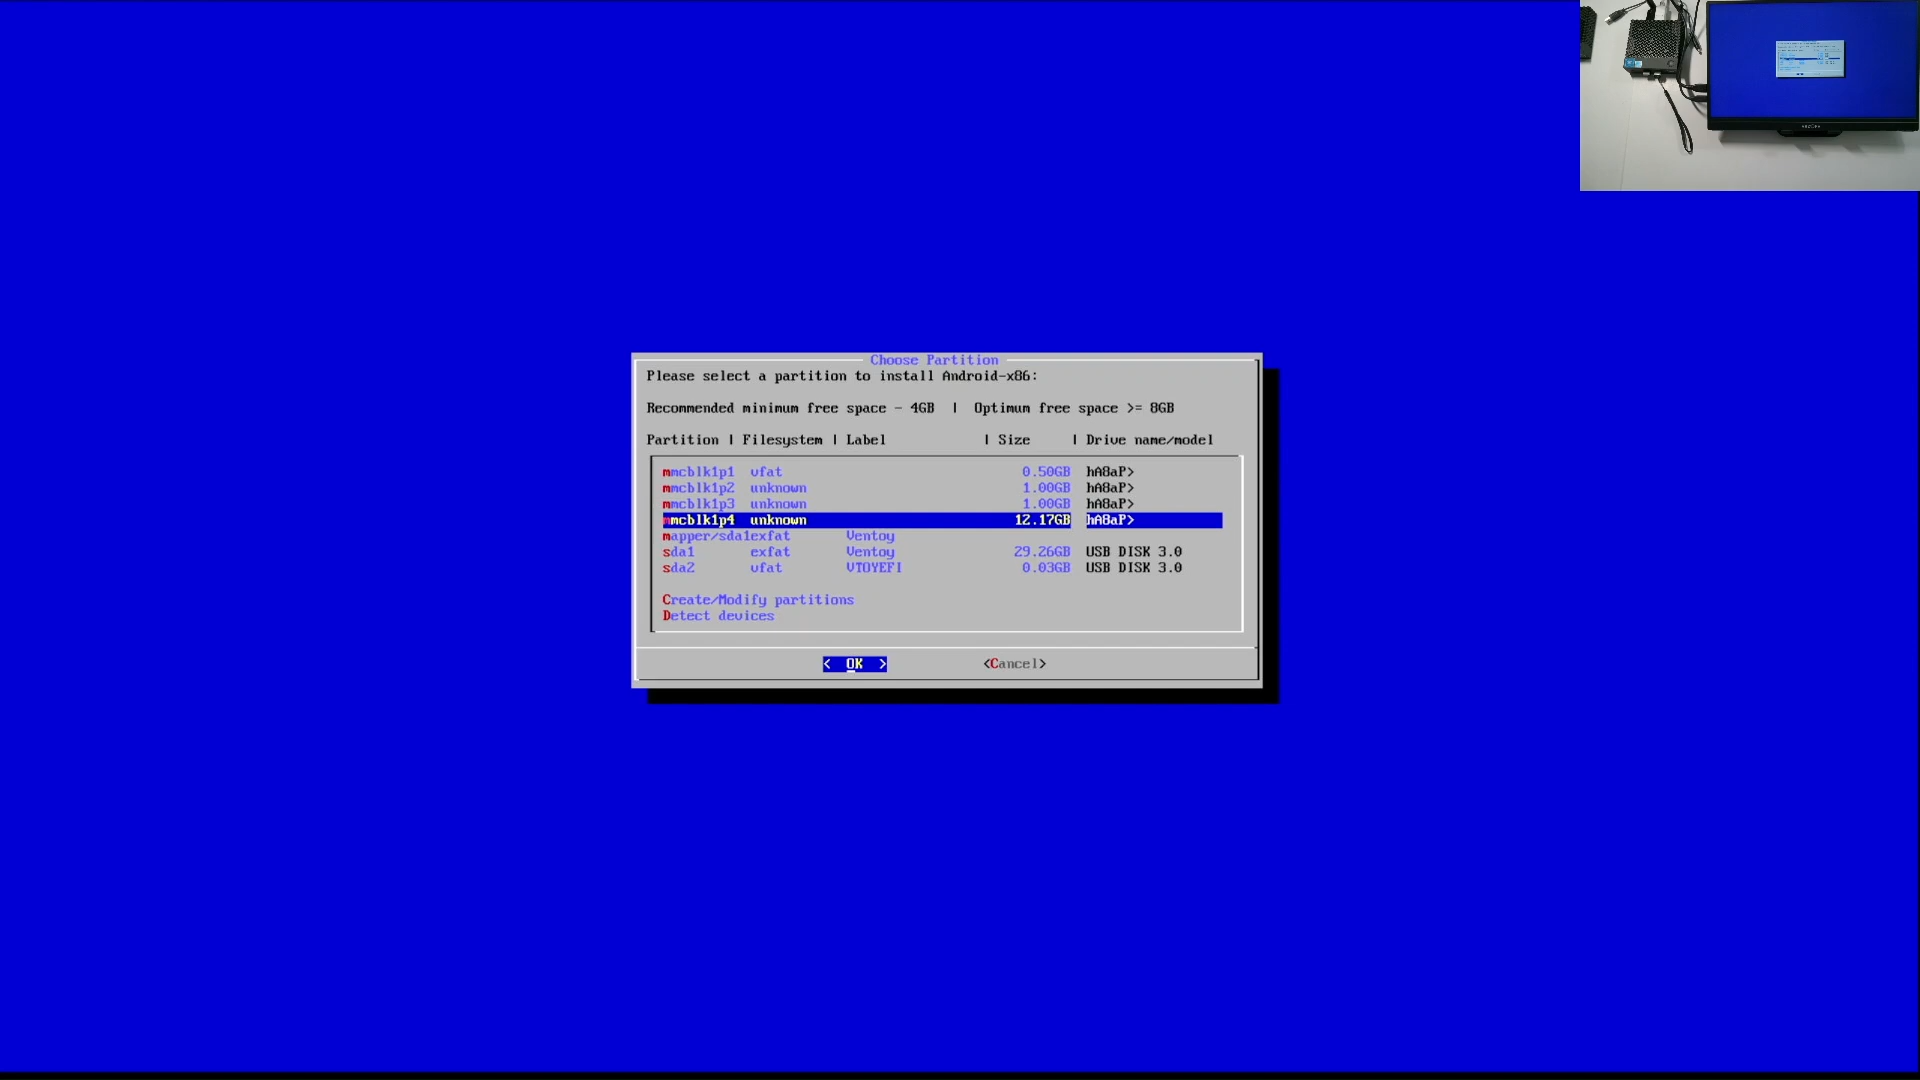 Choose Partition
Please select a partition to install Android-x86:
Recommended minimum free space - 4GB | Optimum free space >= 8GB
Partition | Filesystem | Label | Size | Drive name/model
mmcblk1p1 vfat 0.50GB hA8aP>
mmcblk1p2 unknown 1.00GB hA8aP>
mmcblk1p3 unknown 1.00GB hA8aP>
mmcblk1p4 unknown 12.17GB hA8aP>
mapper/sda1exfat Ventoy
sda1 exfat Ventoy 29.26GB USB DISK 3.0
sda2 vfat VTOYEFI 0.03GB USB DISK 3.0
Create/Modify partitions
Detect devices
< OK > <Cancel>